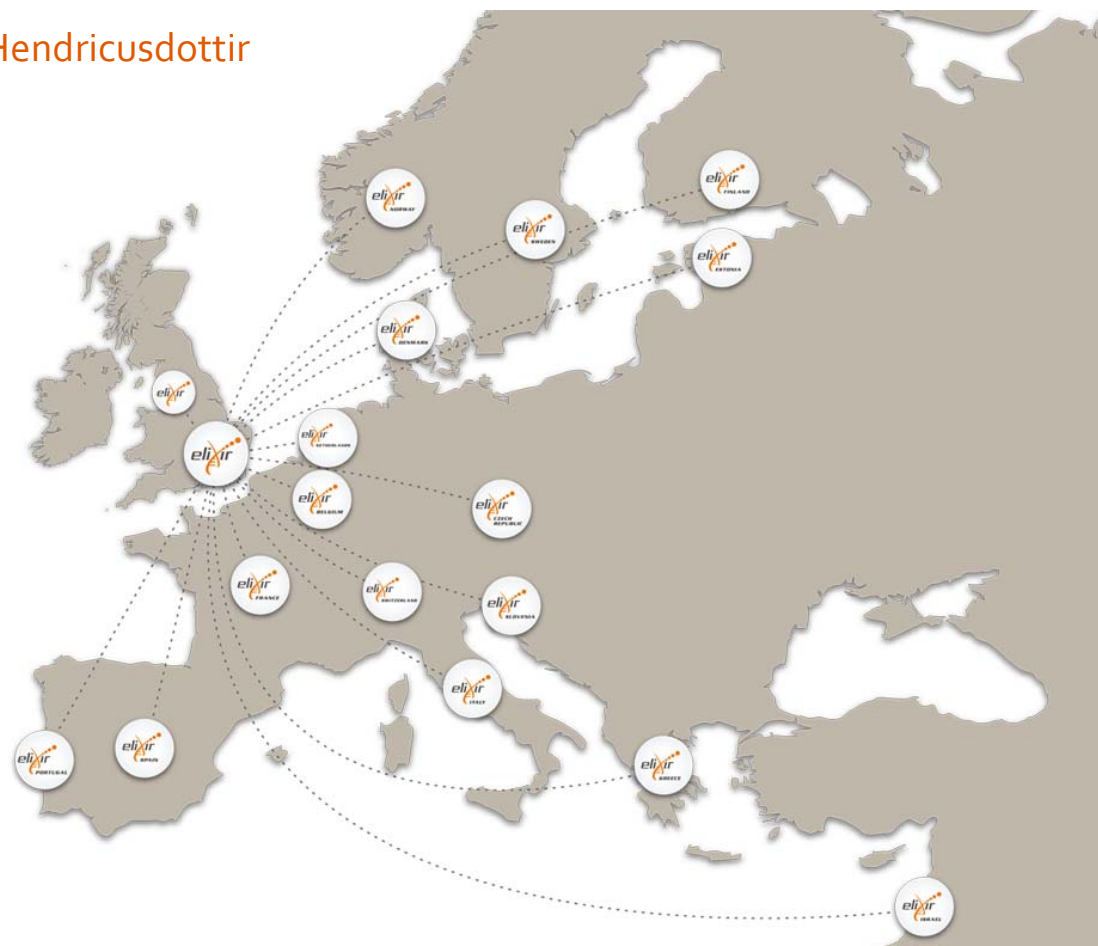 Hendricusdottir
elixir
NORWAY
elixir
FINLAND
elixir
SWEDEN
elixir
ESTONIA
elixir
DENMARK
elixir
elixir
NETHERLANDS
elixir
elixir
BELGIUM
elixir
CZECH
REPUBLIC
elixir
FRANCE
elixir
SWITZERLAND
elixir
SLOVENIA
elixir
ITALY
elixir
PORTUGAL
elixir
SPAIN
elixir
GREECE
elixir
ISRAEL